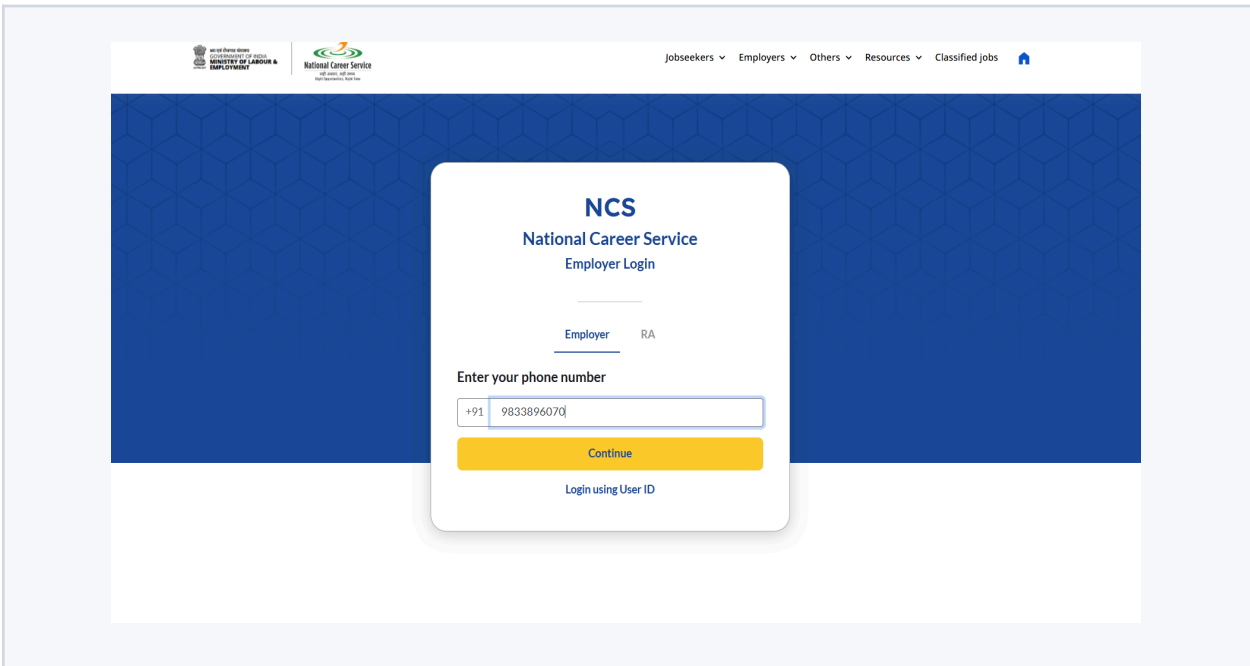 GOVERNMENT OF INDIA
MINISTRY OF LABOUR &
EMPLOYMENT
National Career Service
Jobseekers
Employers
Others
Resources
Classified jobs
NCS
National Career Service
Employer Login
Employer
RA
Enter your phone number
+91
9833896070
Continue
Login using User ID